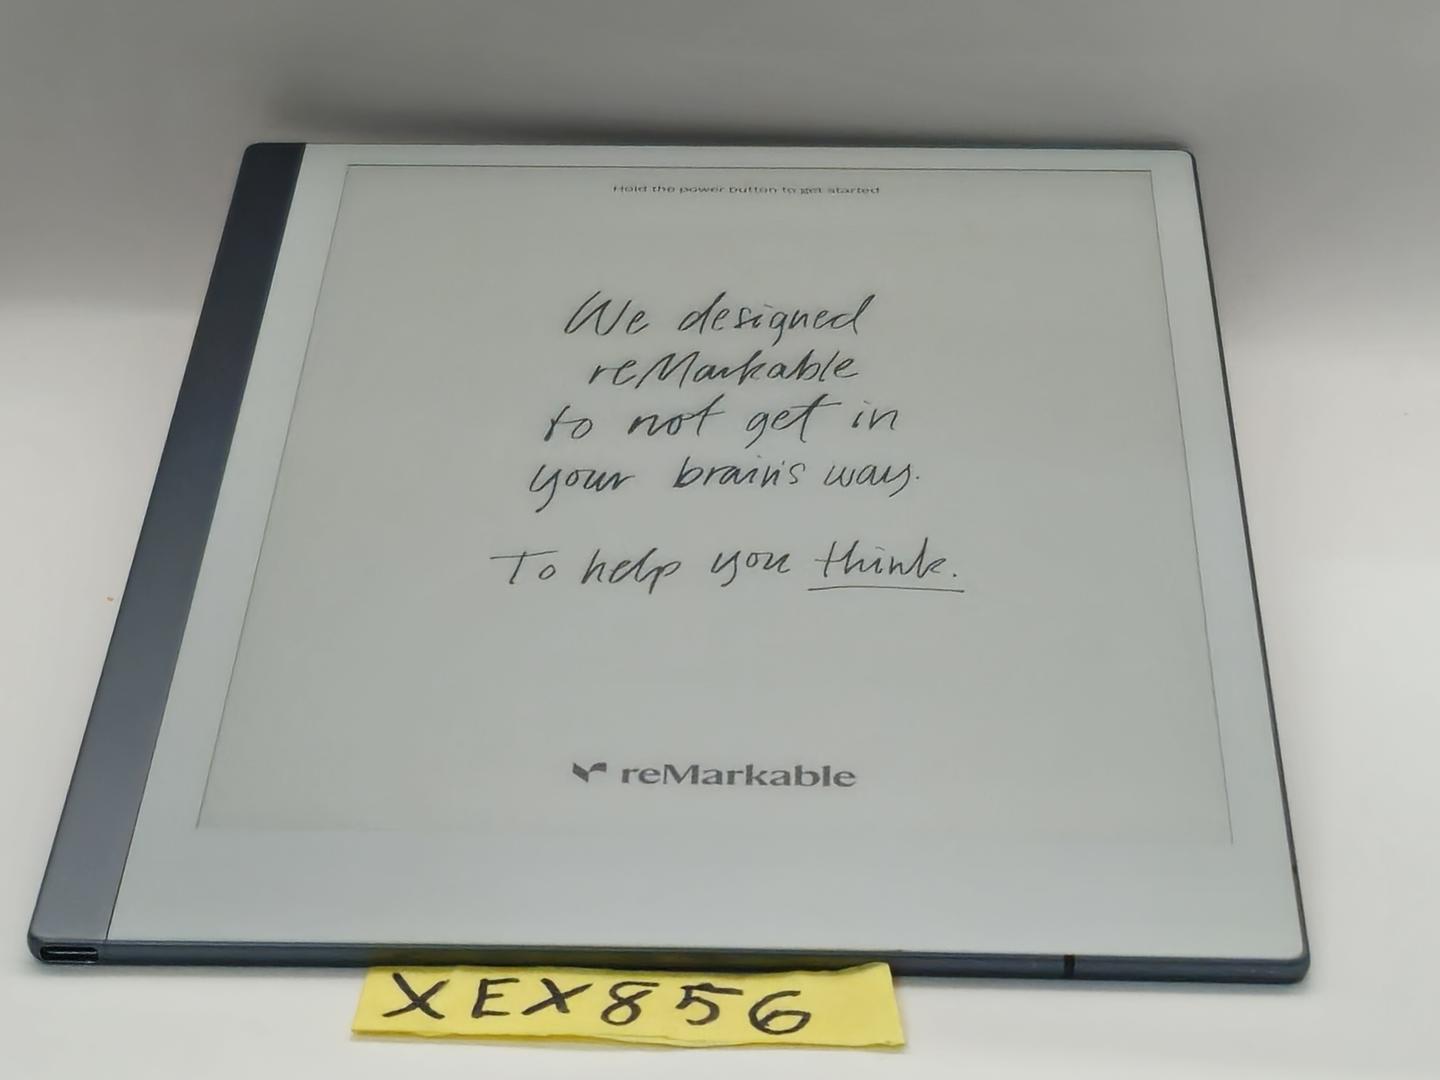 Hold the power button to get started
We designed
reMarkable
to not get in
your brain's way.
To help you think.
reMarkable
XEX856